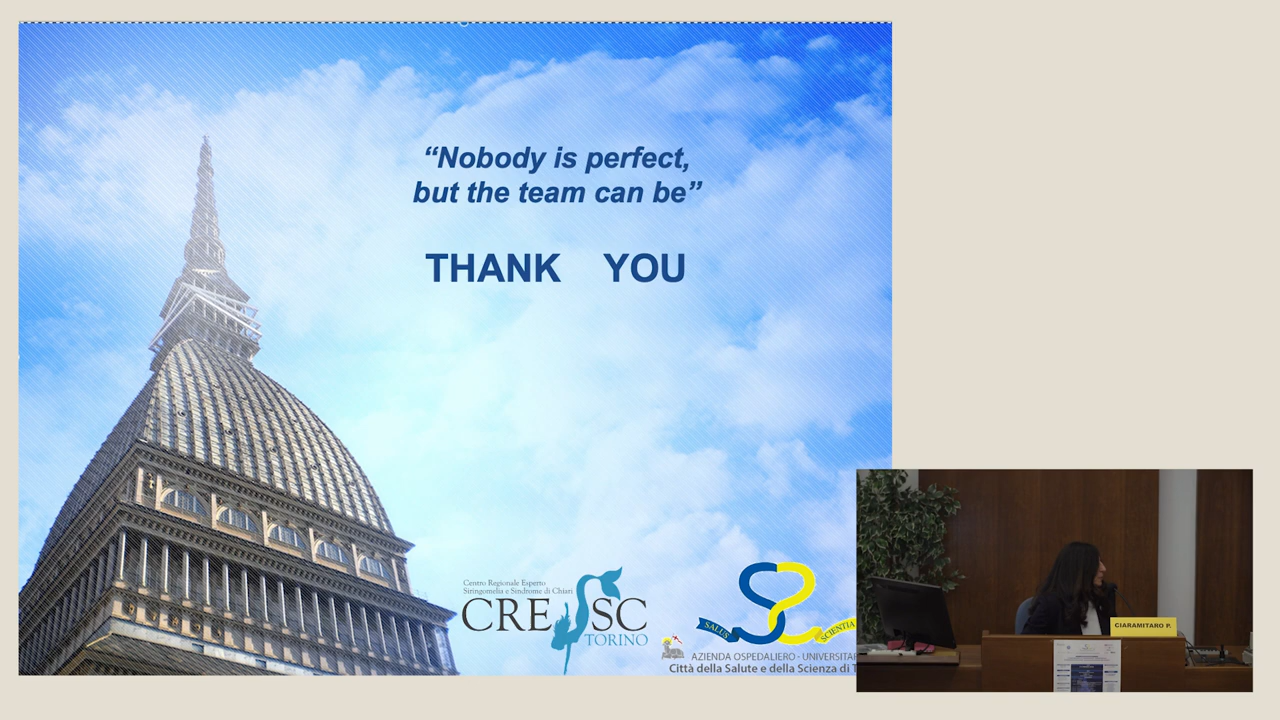 “Nobody is perfect,
but the team can be”
THANK YOU
Centro Regionale Esperto
Siringomelia e Sindrome di Chiari
CRESSC
TORINO
SALUS
SCIENTIA
AZIENDA OSPEDALIERO - UNIVERSITAR
Città della Salute e della Scienza di T
CIARAMITARO P.